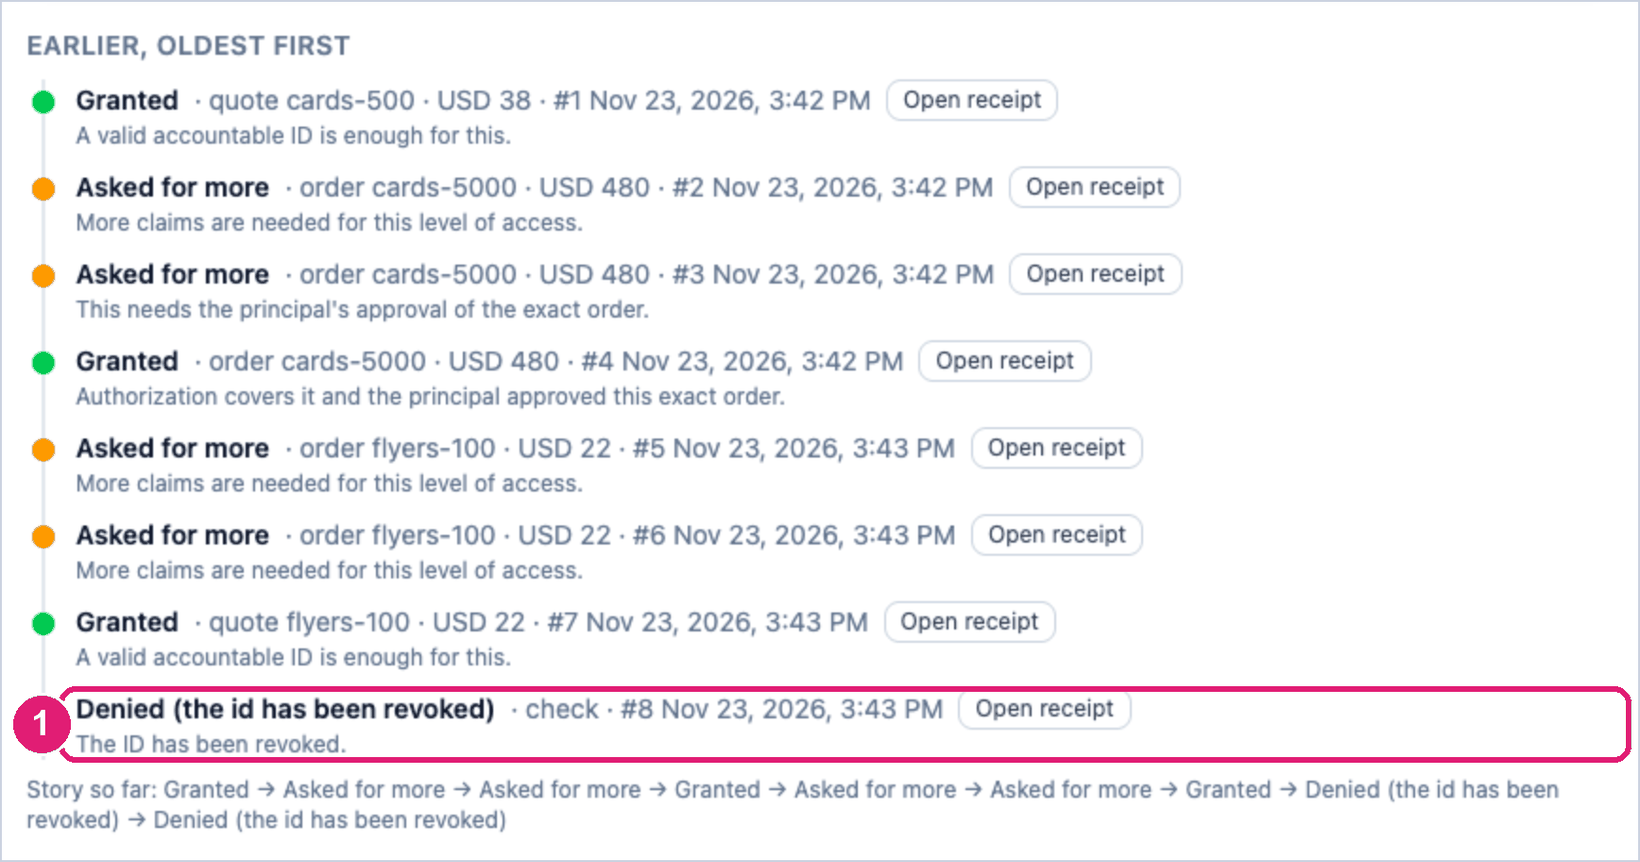 EARLIER, OLDEST FIRST
Granted · quote cards-500 · USD 38 · #1 Nov 23, 2026, 3:42 PM Open receipt
A valid accountable ID is enough for this.
Asked for more · order cards-5000 · USD 480 · #2 Nov 23, 2026, 3:42 PM Open receipt
More claims are needed for this level of access.
Asked for more · order cards-5000 · USD 480 · #3 Nov 23, 2026, 3:42 PM Open receipt
This needs the principal's approval of the exact order.
Granted · order cards-5000 · USD 480 · #4 Nov 23, 2026, 3:42 PM Open receipt
Authorization covers it and the principal approved this exact order.
Asked for more · order flyers-100 · USD 22 · #5 Nov 23, 2026, 3:43 PM Open receipt
More claims are needed for this level of access.
Asked for more · order flyers-100 · USD 22 · #6 Nov 23, 2026, 3:43 PM Open receipt
More claims are needed for this level of access.
Granted · quote flyers-100 · USD 22 · #7 Nov 23, 2026, 3:43 PM Open receipt
A valid accountable ID is enough for this.
1 Denied (the id has been revoked) · check · #8 Nov 23, 2026, 3:43 PM Open receipt
The ID has been revoked.
Story so far: Granted → Asked for more → Asked for more → Granted → Asked for more → Asked for more → Granted → Denied (the id has been
revoked) → Denied (the id has been revoked)